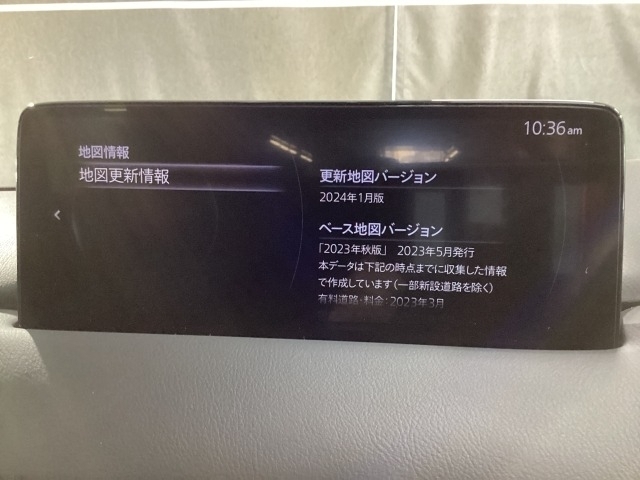 10:36am
地図情報
地図更新情報
更新地図バージョン
2024年1月版
ベース地図バージョン
「2023年秋版」 2023年5月発行
本データは下記の時点までに収集した情報
で作成しています（一部新設道路を除く）
有料道路・料金：2023年3月